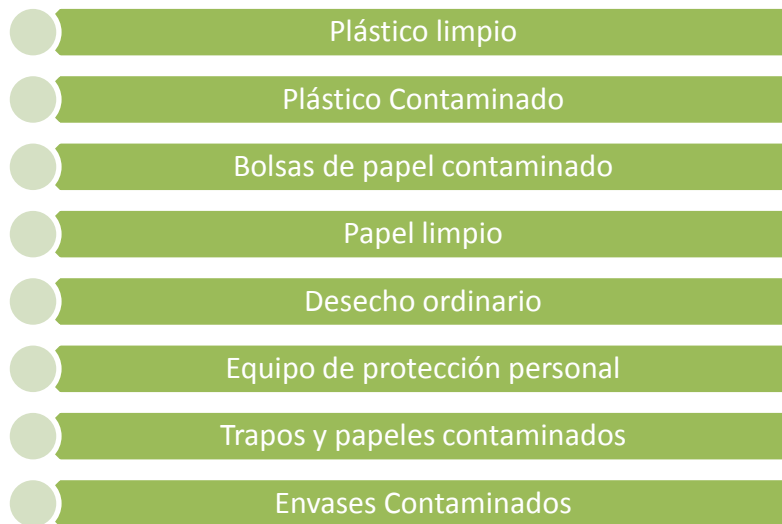 Plástico limpio
Plástico Contaminado
Bolsas de papel contaminado
Papel limpio
Desecho ordinario
Equipo de protección personal
Trapos y papeles contaminados
Envases Contaminados